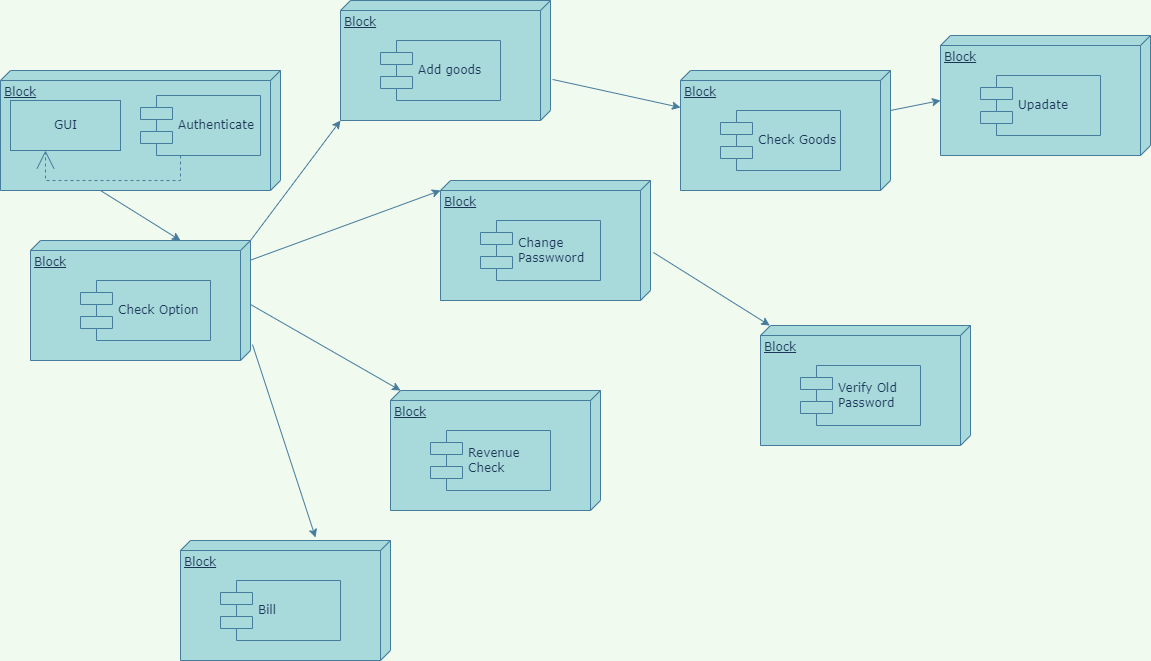 Block
Add goods
Block
Upadate
Block
GUI
Authenticate
Block
Check Goods
Block
Change
Passwword
Block
Check Option
Block
Verify Old
Password
Block
Revenue
Check
Block
Bill